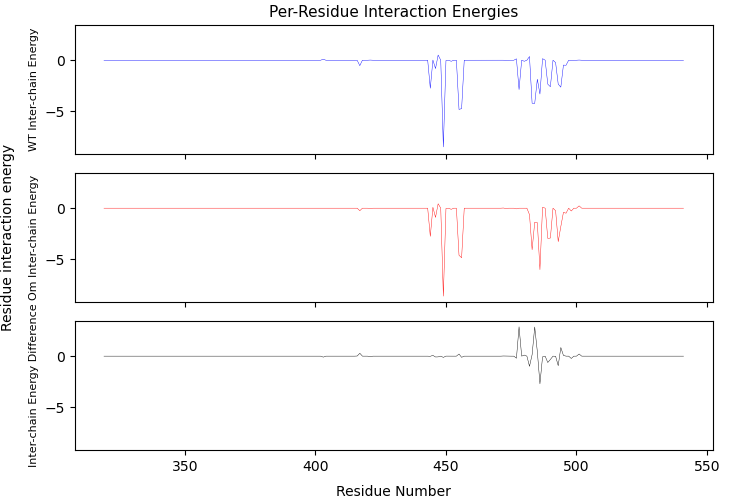 Per-Residue Interaction Energies
Residue interaction energy
WT Inter-chain Energy
0
−5
Om Inter-chain Energy
0
−5
Inter-chain Energy Difference
0
−5
350
400
450
500
550
Residue Number